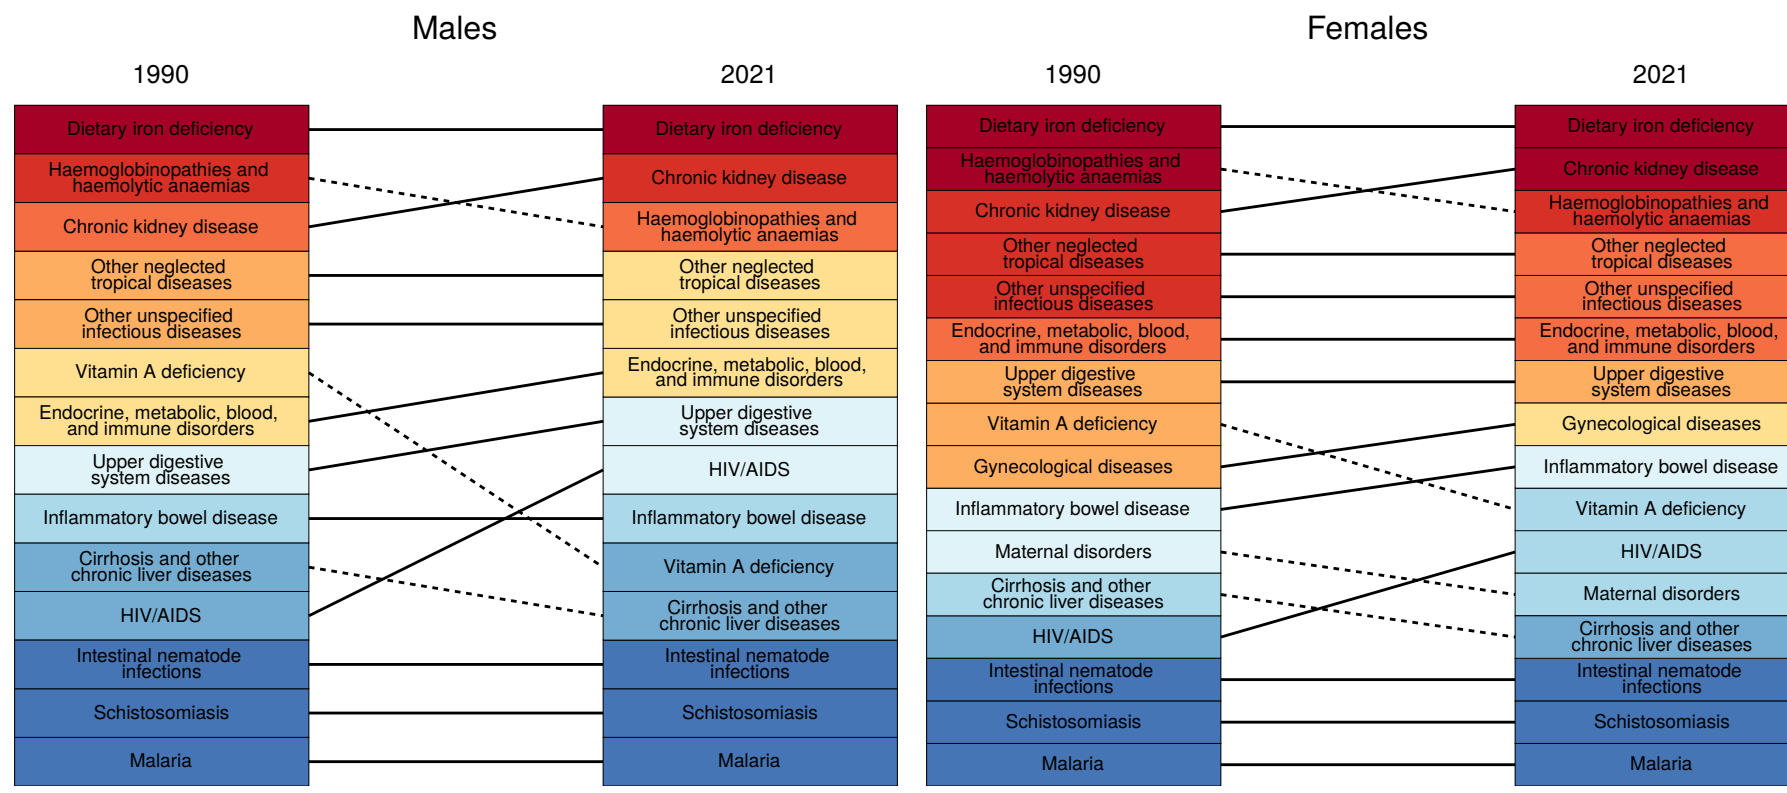 Males
1990
2021
Dietary iron deficiency
Haemoglobinopathies and
haemolytic anaemias
Chronic kidney disease
Other neglected
tropical diseases
Other unspecified
infectious diseases
Vitamin A deficiency
Endocrine, metabolic, blood,
and immune disorders
Upper digestive
system diseases
Inflammatory bowel disease
Cirrhosis and other
chronic liver diseases
HIV/AIDS
Intestinal nematode
infections
Schistosomiasis
Malaria
Dietary iron deficiency
Chronic kidney disease
Haemoglobinopathies and
haemolytic anaemias
Other neglected
tropical diseases
Other unspecified
infectious diseases
Endocrine, metabolic, blood,
and immune disorders
Upper digestive
system diseases
HIV/AIDS
Inflammatory bowel disease
Vitamin A deficiency
Cirrhosis and other
chronic liver diseases
Intestinal nematode
infections
Schistosomiasis
Malaria
Females
1990
2021
Dietary iron deficiency
Haemoglobinopathies and
haemolytic anaemias
Chronic kidney disease
Other neglected
tropical diseases
Other unspecified
infectious diseases
Endocrine, metabolic, blood,
and immune disorders
Upper digestive
system diseases
Vitamin A deficiency
Gynecological diseases
Inflammatory bowel disease
Maternal disorders
Cirrhosis and other
chronic liver diseases
HIV/AIDS
Intestinal nematode
infections
Schistosomiasis
Malaria
Dietary iron deficiency
Chronic kidney disease
Haemoglobinopathies and
haemolytic anaemias
Other neglected
tropical diseases
Other unspecified
infectious diseases
Endocrine, metabolic, blood,
and immune disorders
Upper digestive
system diseases
Gynecological diseases
Inflammatory bowel disease
Vitamin A deficiency
HIV/AIDS
Maternal disorders
Cirrhosis and other
chronic liver diseases
Intestinal nematode
infections
Schistosomiasis
Malaria